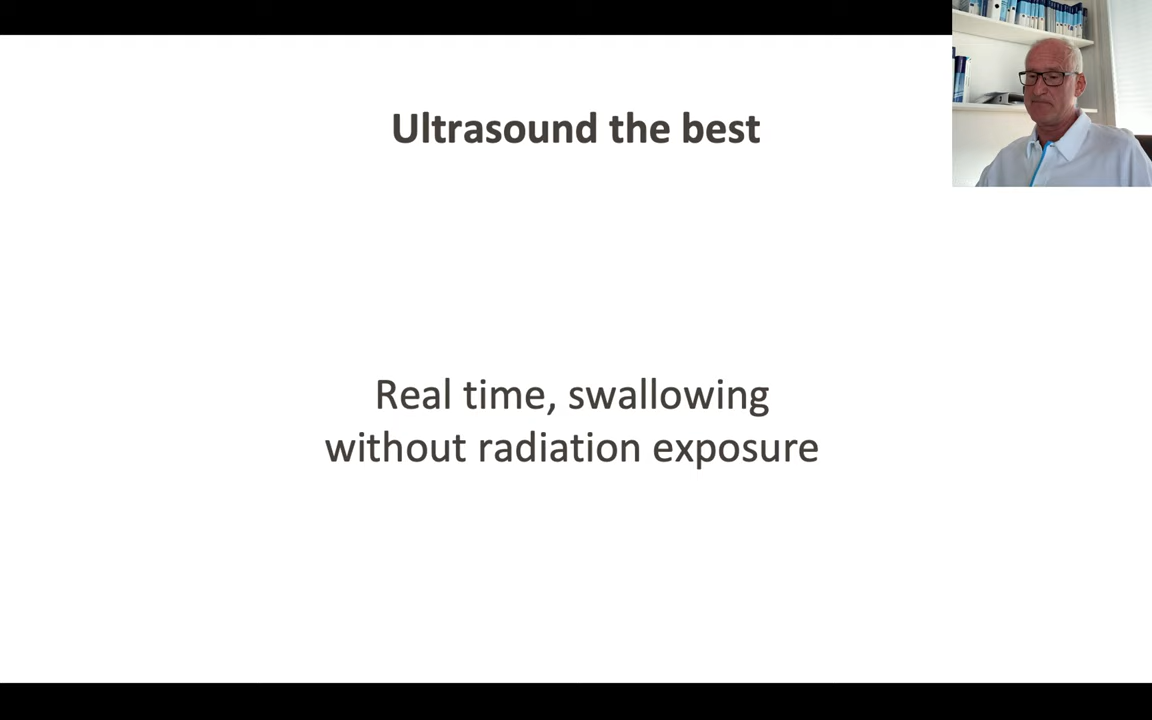 Ultrasound the best
Real time, swallowing
without radiation exposure